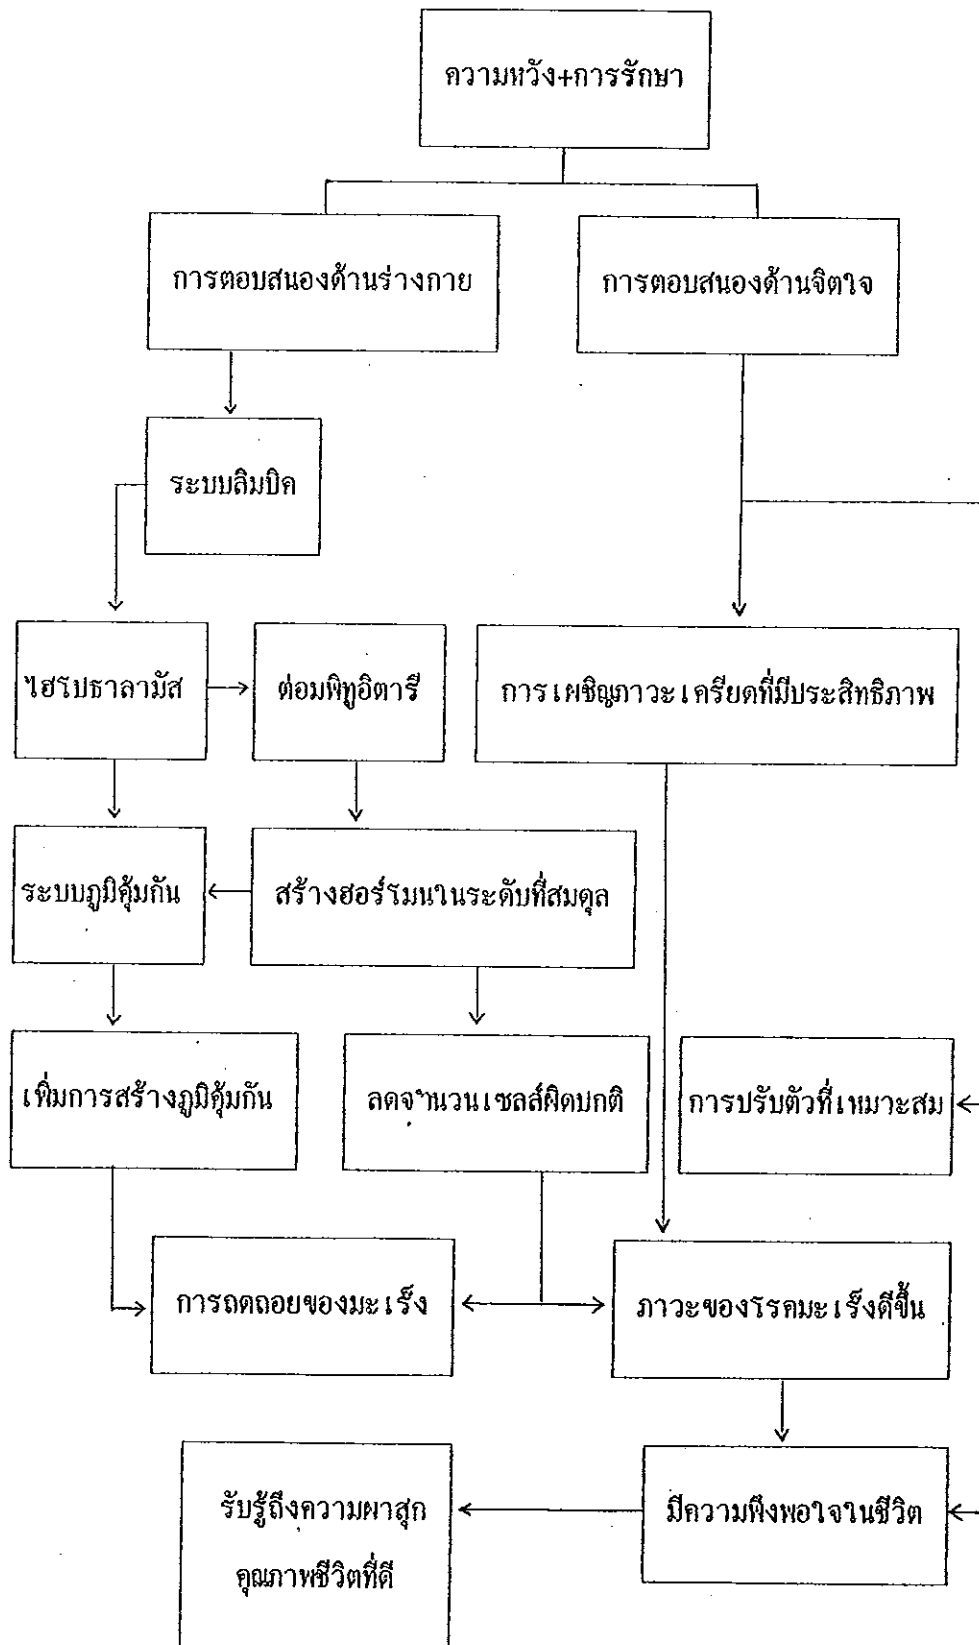 ความหวัง+การรักษา
การตอบสนองด้านร่างกาย
การตอบสนองด้านจิตใจ
ระบบลิมบิค
ไฮโปธาลามัส
ต่อมพิทูอิตารี
การเผชิญภาวะเครียดที่มีประสิทธิภาพ
ระบบภูมิคุ้มกัน
สร้างฮอร์โมนในระดับที่สมดุล
เพิ่มการสร้างภูมิคุ้มกัน
ลดจำนวนเซลล์ผิดปกติ
การปรับตัวที่เหมาะสม
การถดถอยของมะเร็ง
ภาวะของโรคมะเร็งดีขึ้น
รับรู้ถึงความผาสุก
คุณภาพชีวิตที่ดี
มีความพึงพอใจในชีวิต